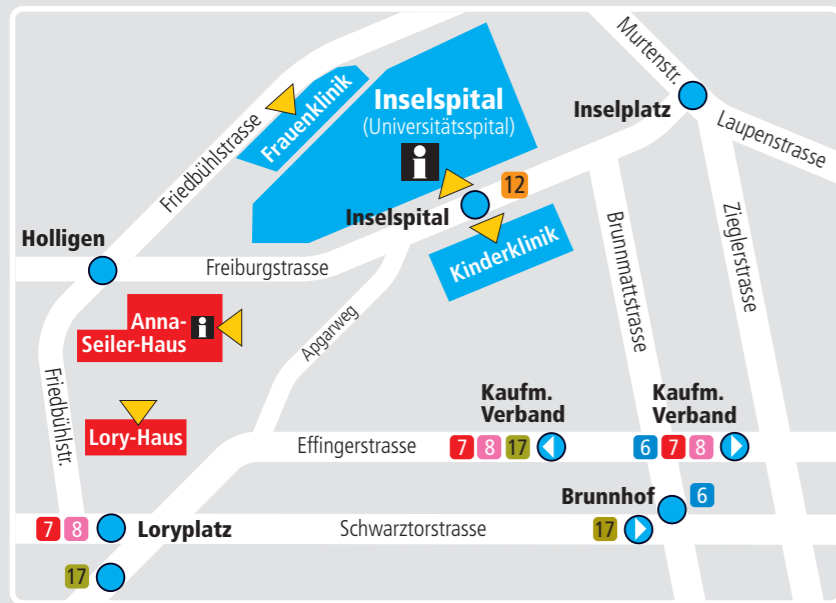 Murtenstr.
Inselplatz
Laupenstrasse
Inselspital
(Universitätsspital)
i
Frauenklinik
Friedbühlstrasse
12
Inselspital
Kinderklinik
Brunnmattstrasse
Zieglerstrasse
Holligen
Freiburgstrasse
Anna-
Seiler-Haus
i
Apgarweg
Friedbühlstr.
Lory-Haus
Kaufm.
Verband
7 8 17
Kaufm.
Verband
6 7 8
Effingerstrasse
Brunnhof
6
17
7 8
Loryplatz
Schwarztorstrasse
17